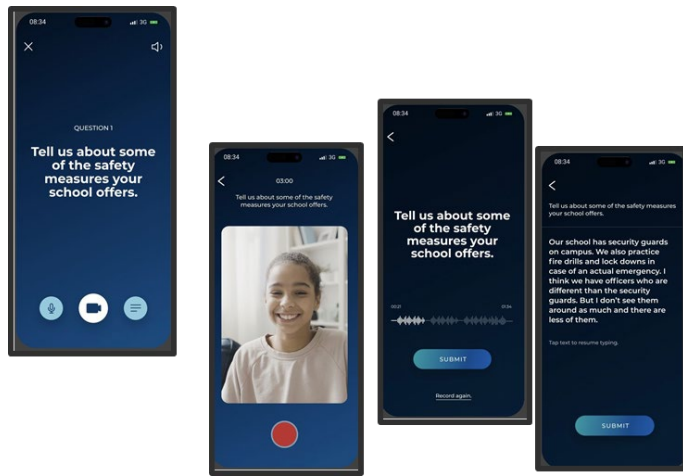 08:34
3G
QUESTION 1
Tell us about some
of the safety
measures your
school offers.
08:34
3G
03:00
Tell us about some of the safety
measures your school offers.
08:34
3G
Tell us about some
of the safety
measures your
school offers.
00:21
01:34
SUBMIT
Record again.
08:34
3G
Tell us about some of the safety measures
your school offers.
Our school has security guards
on campus. We also practice
fire drills and lock downs in
case of an actual emergency. I
think we have officers who are
different than the security
guards. But I don't see them
around as much and there are
less of them.
Tap text to resume typing.
SUBMIT